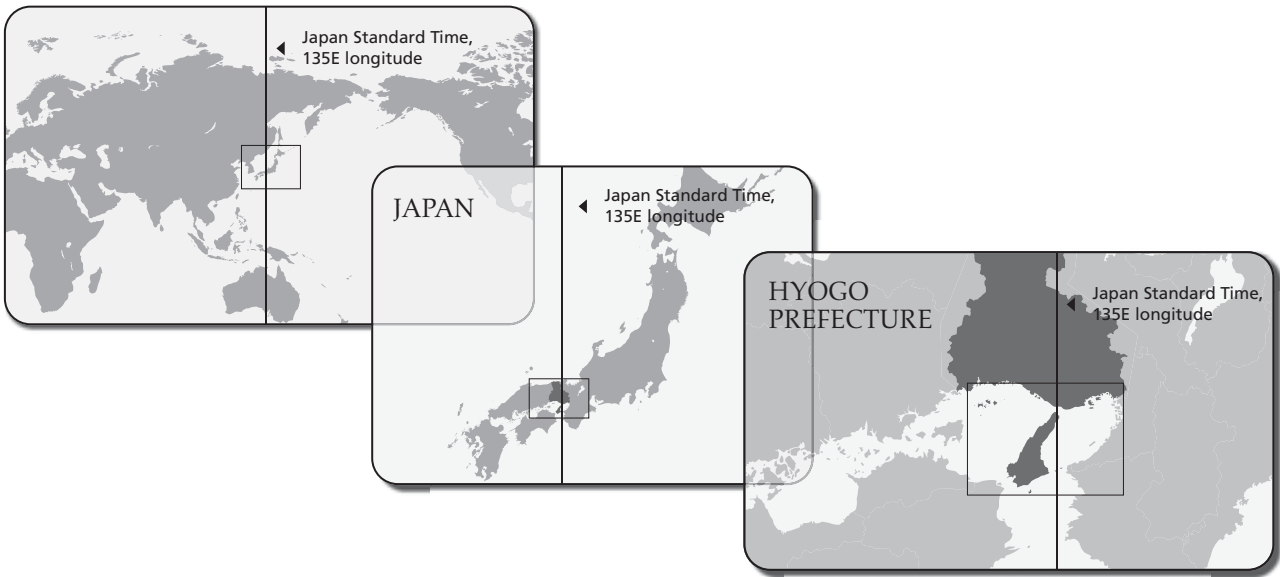 Japan Standard Time,
135E longitude
JAPAN
Japan Standard Time,
135E longitude
HYOGO
PREFECTURE
Japan Standard Time,
135E longitude